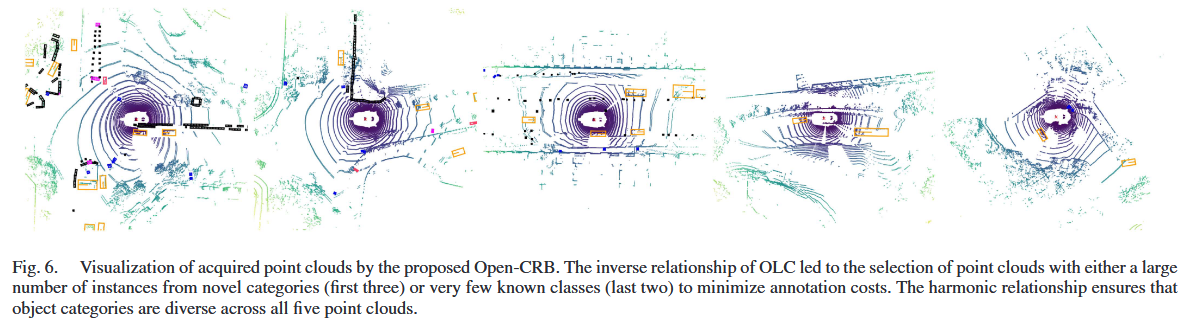 Fig. 6. Visualization of acquired point clouds by the proposed Open-CRB. The inverse relationship of OLC led to the selection of point clouds with either a large
number of instances from novel categories (first three) or very few known classes (last two) to minimize annotation costs. The harmonic relationship ensures that
object categories are diverse across all five point clouds.